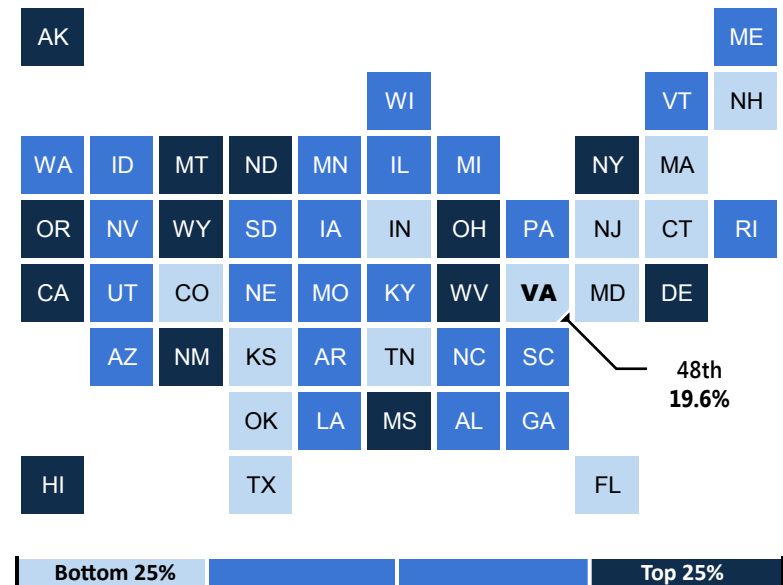 AK ME
WI VT NH
WA ID MT ND MN IL MI NY MA
OR NV WY SD IA IN OH PA NJ CT RI
CA UT CO NE MO KY WV VA MD DE
AZ NM KS AR TN NC SC
48th
19.6%
OK LA MS AL GA
HI TX FL
Bottom 25% Top 25%